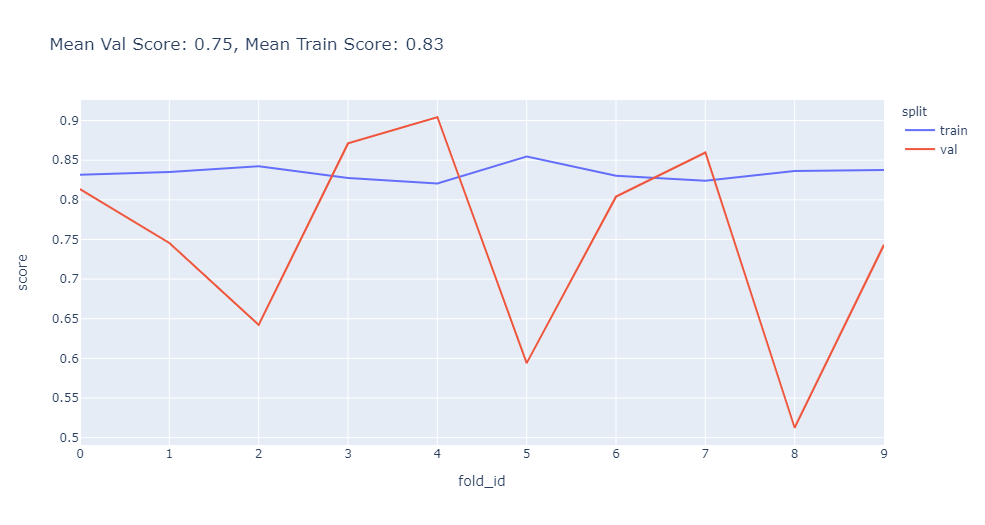 Mean Val Score: 0.75, Mean Train Score: 0.83
split
train
val
score
0.9
0.85
0.8
0.75
0.7
0.65
0.6
0.55
0.5
0 1 2 3 4 5 6 7 8 9
fold_id